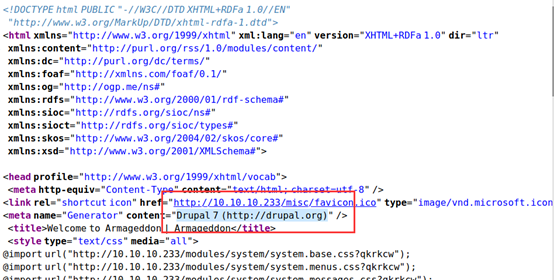 <!DOCTYPE html PUBLIC "-//W3C//DTD XHTML+RDFa 1.0//EN"
"http://www.w3.org/MarkUp/DTD/xhtml-rdfa-1.dtd">
<html xmlns="http://www.w3.org/1999/xhtml" xml:lang="en" version="XHTML+RDFa 1.0" dir="ltr"
xmlns:content="http://purl.org/rss/1.0/modules/content/"
xmlns:dc="http://purl.org/dc/terms/"
xmlns:foaf="http://xmlns.com/foaf/0.1/"
xmlns:og="http://ogp.me/ns#"
xmlns:rdfs="http://www.w3.org/2000/01/rdf-schema#"
xmlns:sioc="http://rdfs.org/sioc/ns#"
xmlns:sioct="http://rdfs.org/sioc/types#"
xmlns:skos="http://www.w3.org/2004/02/skos/core#"
xmlns:xsd="http://www.w3.org/2001/XMLSchema#">
<head profile="http://www.w3.org/1999/xhtml/vocab">
<meta http-equiv="Content-Type" content="text/html; charset=utf-8" />
<link rel="shortcut icon" href="http://10.10.10.233/misc/favicon.ico" type="image/vnd.microsoft.icon
<meta name="Generator" content="Drupal 7 (http://drupal.org)" />
<title>Welcome to Armageddon | Armageddon</title>
<style type="text/css" media="all">
@import url("http://10.10.10.233/modules/system/system.base.css?qkrkcw");
@import url("http://10.10.10.233/modules/system/system.menus.css?qkrkcw");
@import url("http://10.10.10.233/modules/system/system.messages.css?qkrkcw");